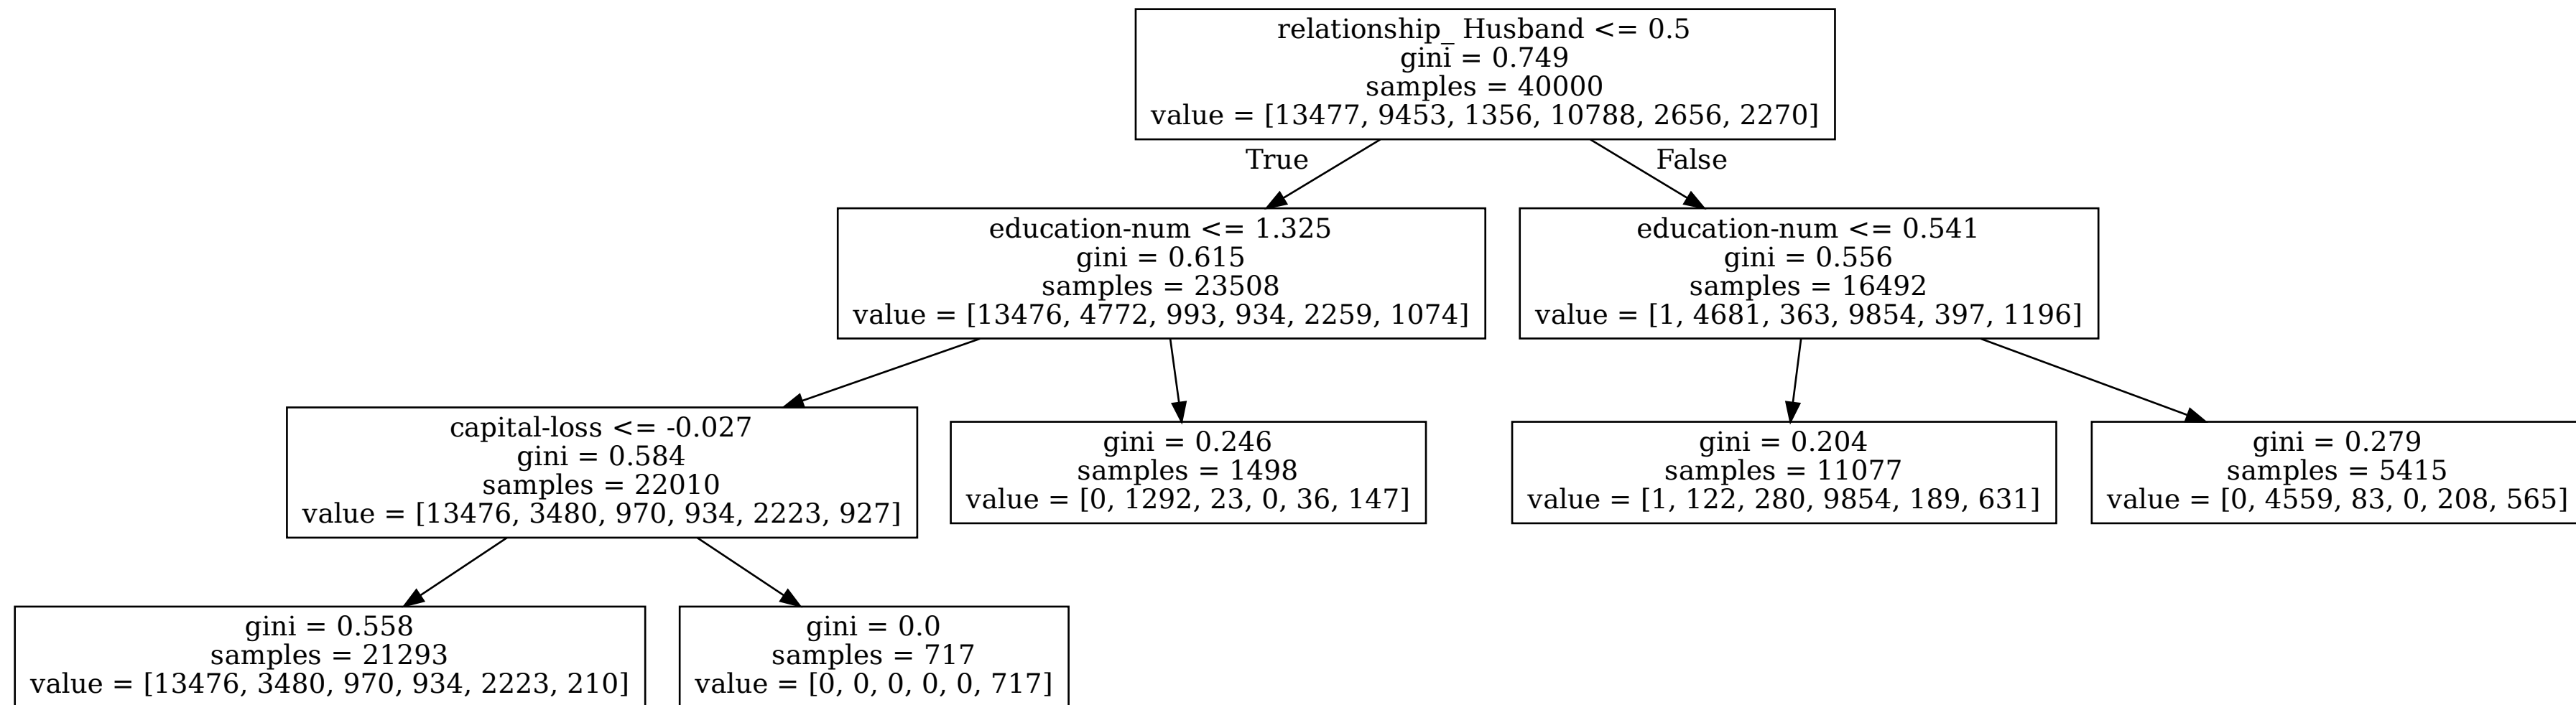 relationship_ Husband <= 0.5
gini = 0.749
samples = 40000
value = [13477, 9453, 1356, 10788, 2656, 2270]
True
False
education-num <= 1.325
gini = 0.615
samples = 23508
value = [13476, 4772, 993, 934, 2259, 1074]
education-num <= 0.541
gini = 0.556
samples = 16492
value = [1, 4681, 363, 9854, 397, 1196]
capital-loss <= -0.027
gini = 0.584
samples = 22010
value = [13476, 3480, 970, 934, 2223, 927]
gini = 0.246
samples = 1498
value = [0, 1292, 23, 0, 36, 147]
gini = 0.204
samples = 11077
value = [1, 122, 280, 9854, 189, 631]
gini = 0.279
samples = 5415
value = [0, 4559, 83, 0, 208, 565]
gini = 0.558
samples = 21293
value = [13476, 3480, 970, 934, 2223, 210]
gini = 0.0
samples = 717
value = [0, 0, 0, 0, 0, 717]